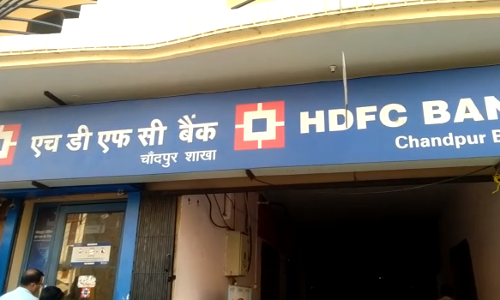 एच डी एफ सी बैंक
चाँदपुर शाखा
HDFC BAN
Chandpur B